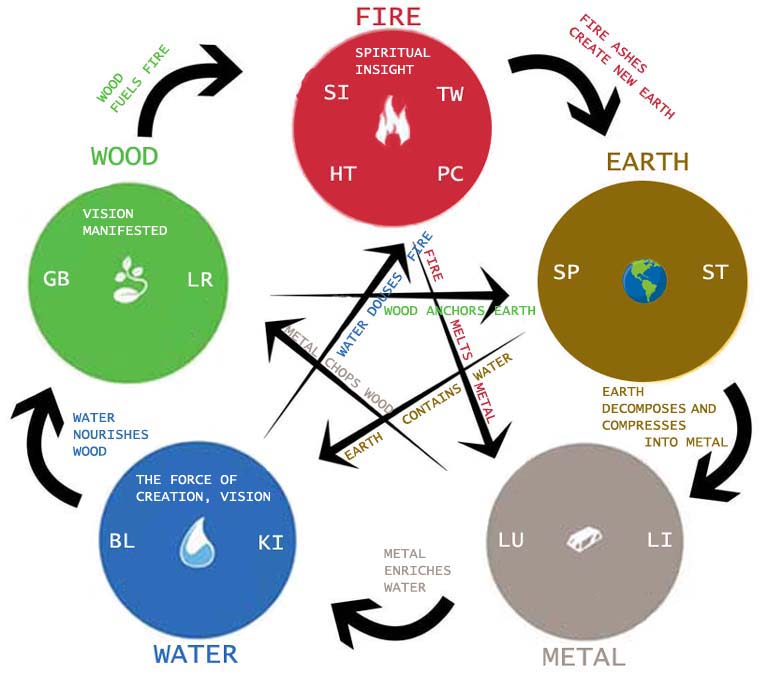 FIRE
SPIRITUAL
INSIGHT
SI
TW
HT
PC
WOOD
FUELS FIRE
FIRE ASHES
CREATE NEW EARTH
WOOD
VISION
MANIFESTED
GB
LR
EARTH
SP
ST
WATER DOUSES FIRE
FIRE MELTS METAL
WOOD ANCHORS EARTH
METAL CHOPS WOOD
EARTH CONTAINS WATER
WATER
NOURISHES
WOOD
EARTH
DECOMPOSES AND
COMPRESSES
INTO METAL
THE FORCE OF
CREATION, VISION
BL
KI
WATER
METAL
ENRICHES
WATER
LU
LI
METAL